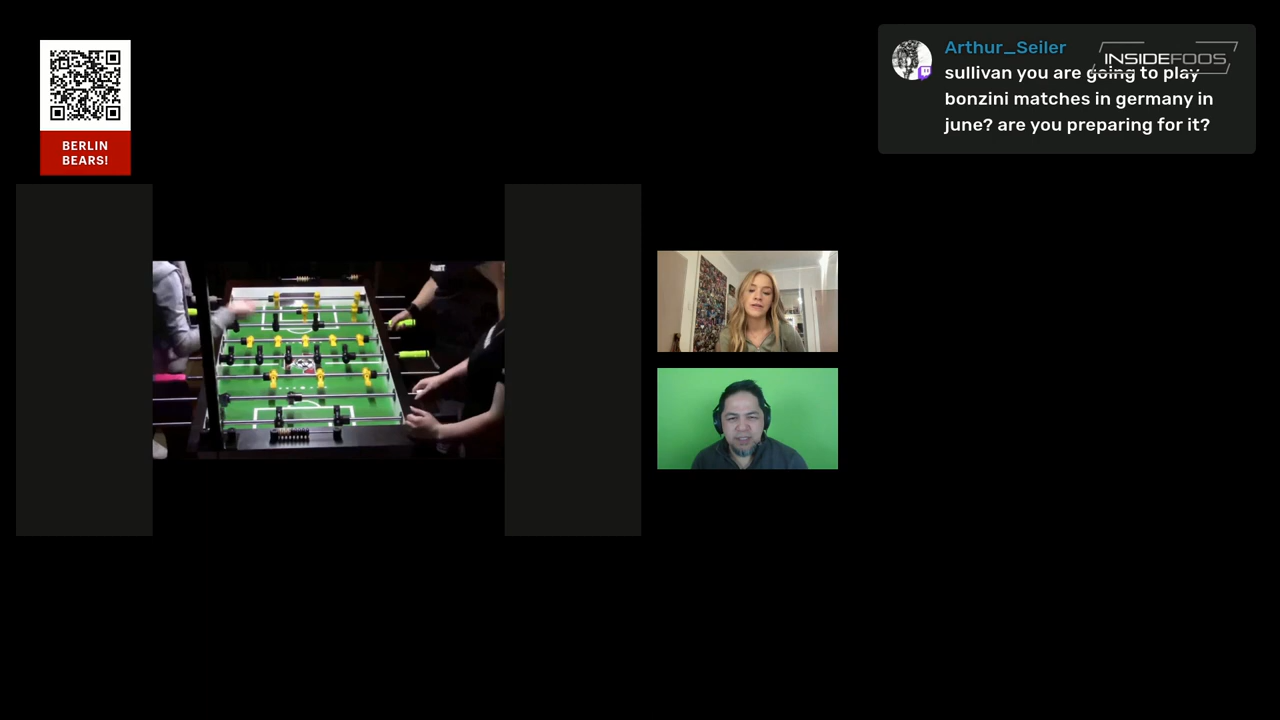 BERLIN
BEARS!
Arthur_Seiler
INSIDEFOOS
sullivan you are going to play
bonzini matches in germany in
june? are you preparing for it?